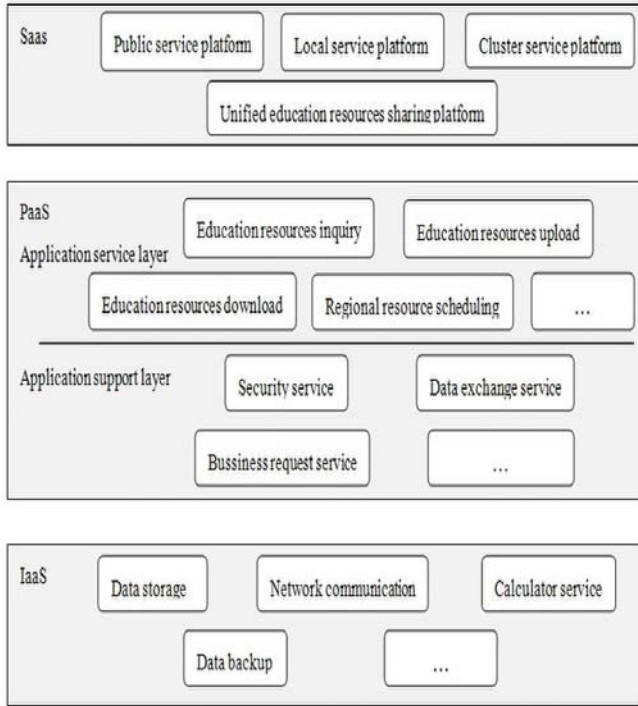 Saas
Public service platform
Local service platform
Cluster service platform
Unified education resources sharing platform
PaaS
Education resources inquiry
Education resources upload
Application service layer
Education resources download
Regional resource scheduling
...
Application support layer
Security service
Data exchange service
Bussiness request service
...
IaaS
Data storage
Network communication
Calculator service
Data backup
...